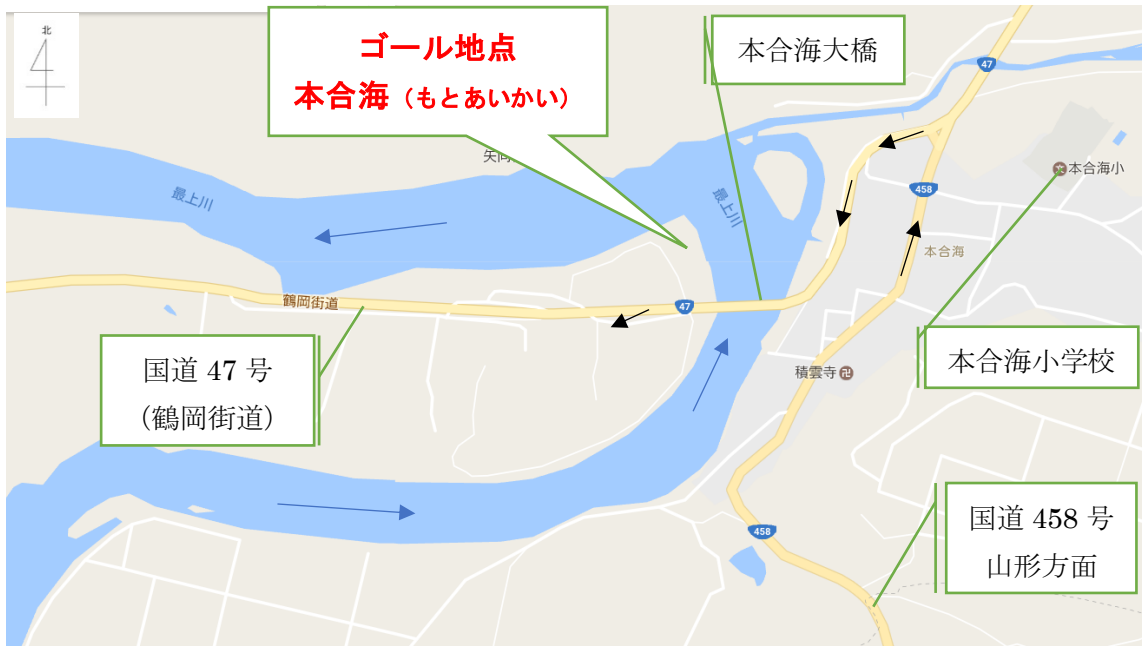 北
ゴール地点
本合海（もとあいかい）
本合海大橋
47
矢向
本合海小
458
最上川
最上川
本合海
鶴岡街道
47
国道 47 号
(鶴岡街道)
積雲寺
本合海小学校
458
国道 458 号
山形方面